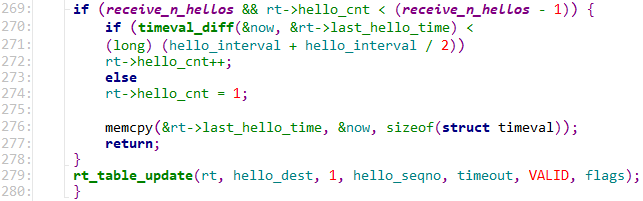 269: if (receive_n_hellos && rt->hello_cnt < (receive_n_hellos - 1)) {
270: if (timeval_diff(&now, &rt->last_hello_time) <
271: (long) (hello_interval + hello_interval / 2))
272: rt->hello_cnt++;
273: else
274: rt->hello_cnt = 1;
275:
276: memcpy(&rt->last_hello_time, &now, sizeof(struct timeval));
277: return;
278: }
279: rt_table_update(rt, hello_dest, 1, hello_seqno, timeout, VALID, flags);
280: }